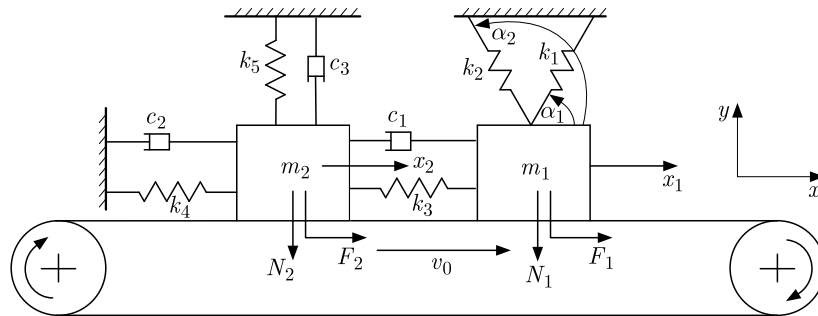 α₂
k₁
k₅
c₃
k₂
α₁
c₂
c₁
y
m₂
x₂
m₁
x₁
x
k₄
k₃
N₂
F₂
v₀
N₁
F₁